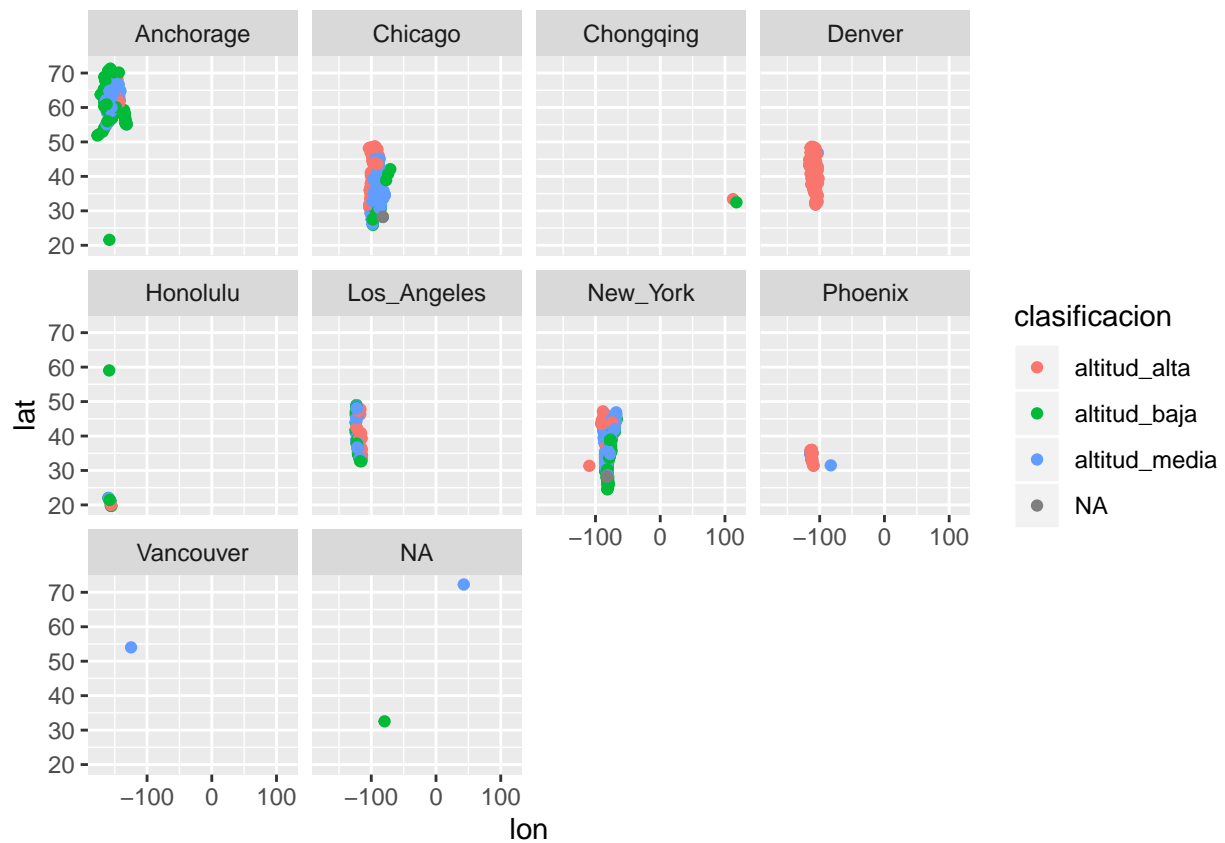 Anchorage Chicago Chongqing Denver
70
60
50
40
30
20
Honolulu Los_Angeles New_York Phoenix
70
60
50
40
30
20
−100 0 100 −100 0 100
Vancouver NA
70
60
50
40
30
20
−100 0 100 −100 0 100
lon
lat
clasificacion
altitud_alta
altitud_baja
altitud_media
NA